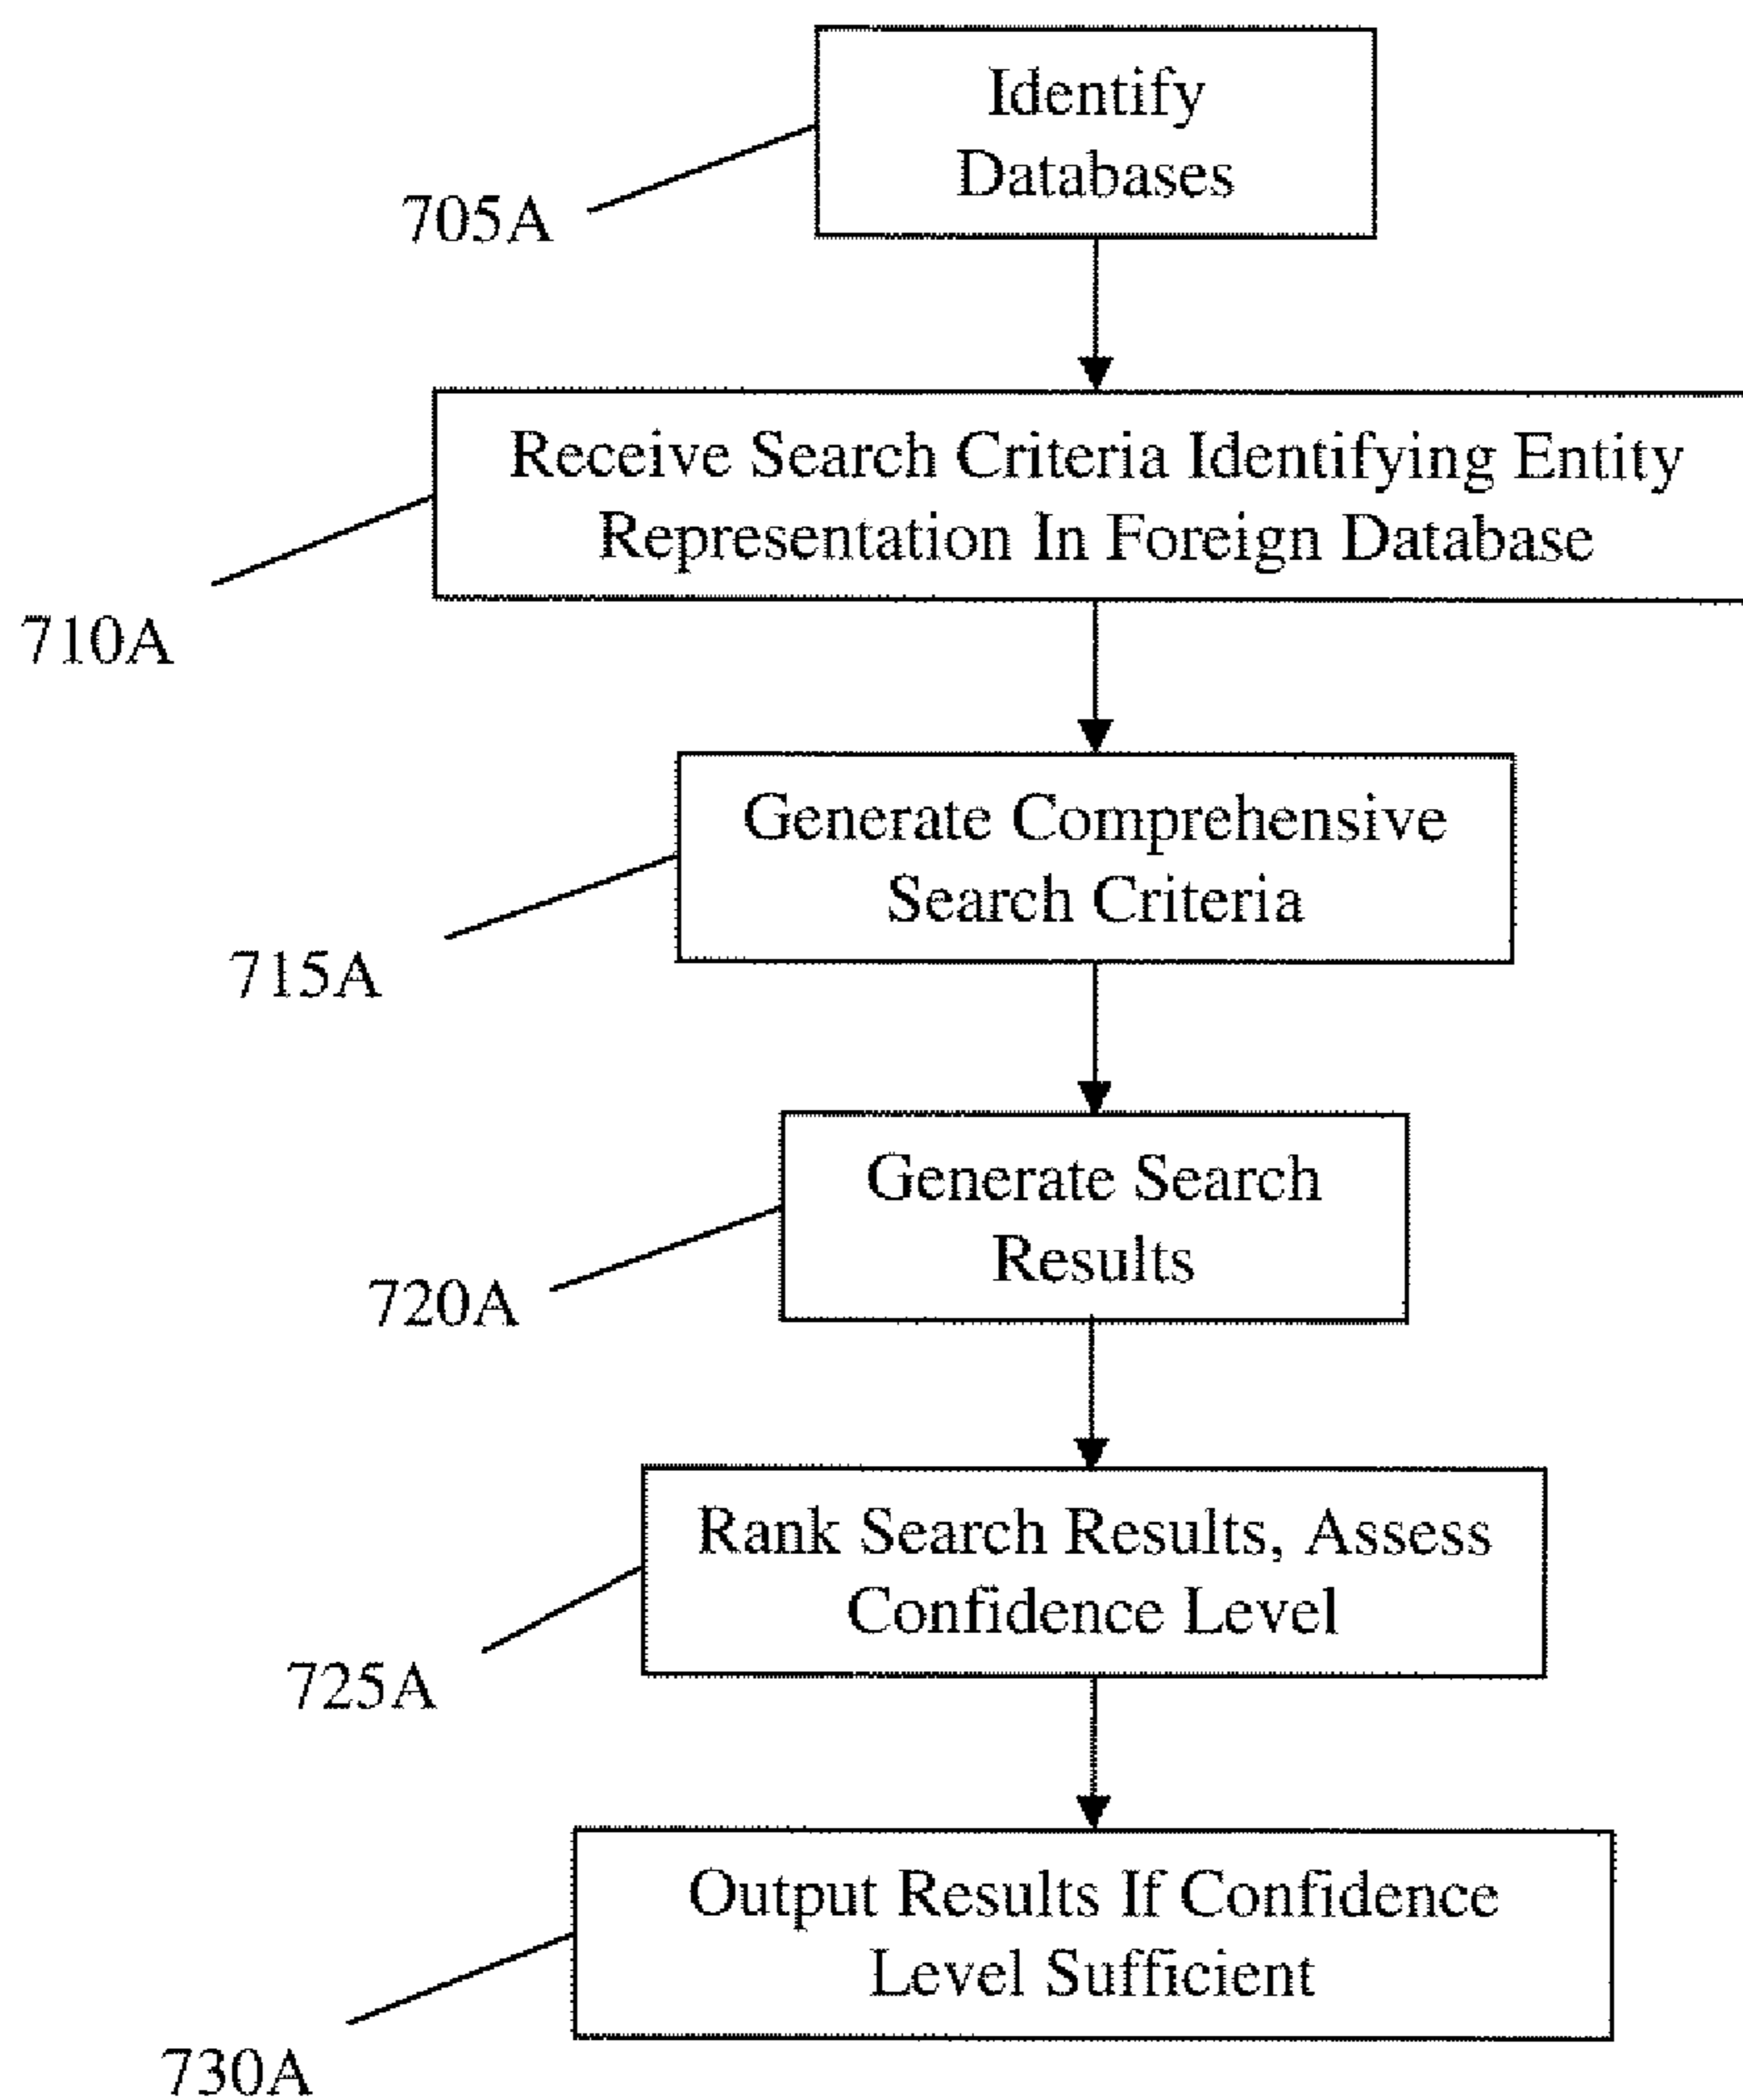 Identify
Databases
705A
Receive Search Criteria Identifying Entity
Representation In Foreign Database
710A
Generate Comprehensive
Search Criteria
715A
Generate Search
Results
720A
Rank Search Results, Assess
Confidence Level
725A
Output Results If Confidence
Level Sufficient
730A